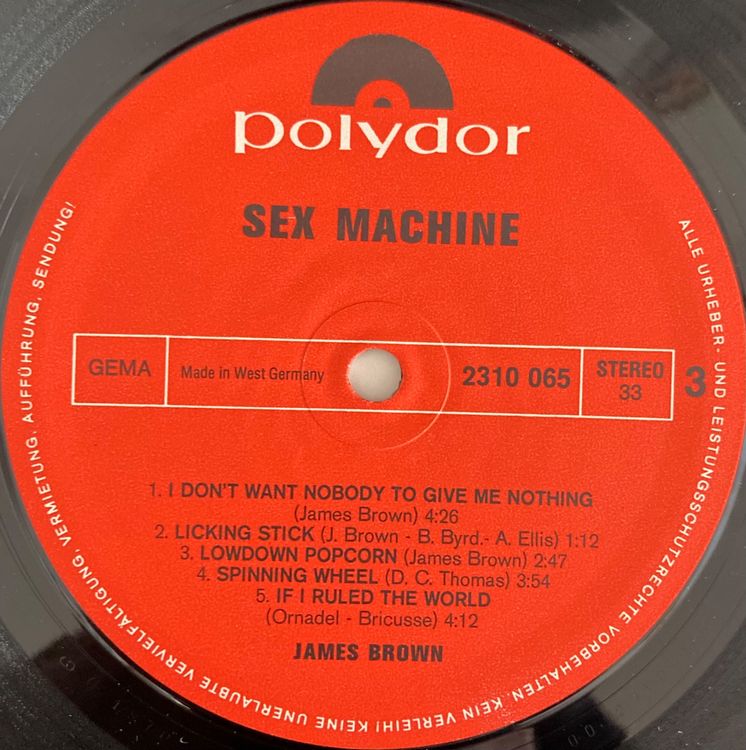 polydor
SEX MACHINE
GEMA
Made in West Germany
2310 065
STEREO
33
3
1. I DON'T WANT NOBODY TO GIVE ME NOTHING
(James Brown) 4:26
2. LICKING STICK (J. Brown - B. Byrd.- A. Ellis) 1:12
3. LOWDOWN POPCORN (James Brown) 2:47
4. SPINNING WHEEL (D. C. Thomas) 3:54
5. IF I RULED THE WORLD
(Ornadel - Bricusse) 4:12
JAMES BROWN
ALLE URHEBER- UND LEISTUNGSSCHUTZRECHTE VORBEHALTEN. KEIN VERLEIH! KEINE UNERLAUBTE VERVIELFÄLTIGUNG, VERMIETUNG, AUFFÜHRUNG, SENDUNG!